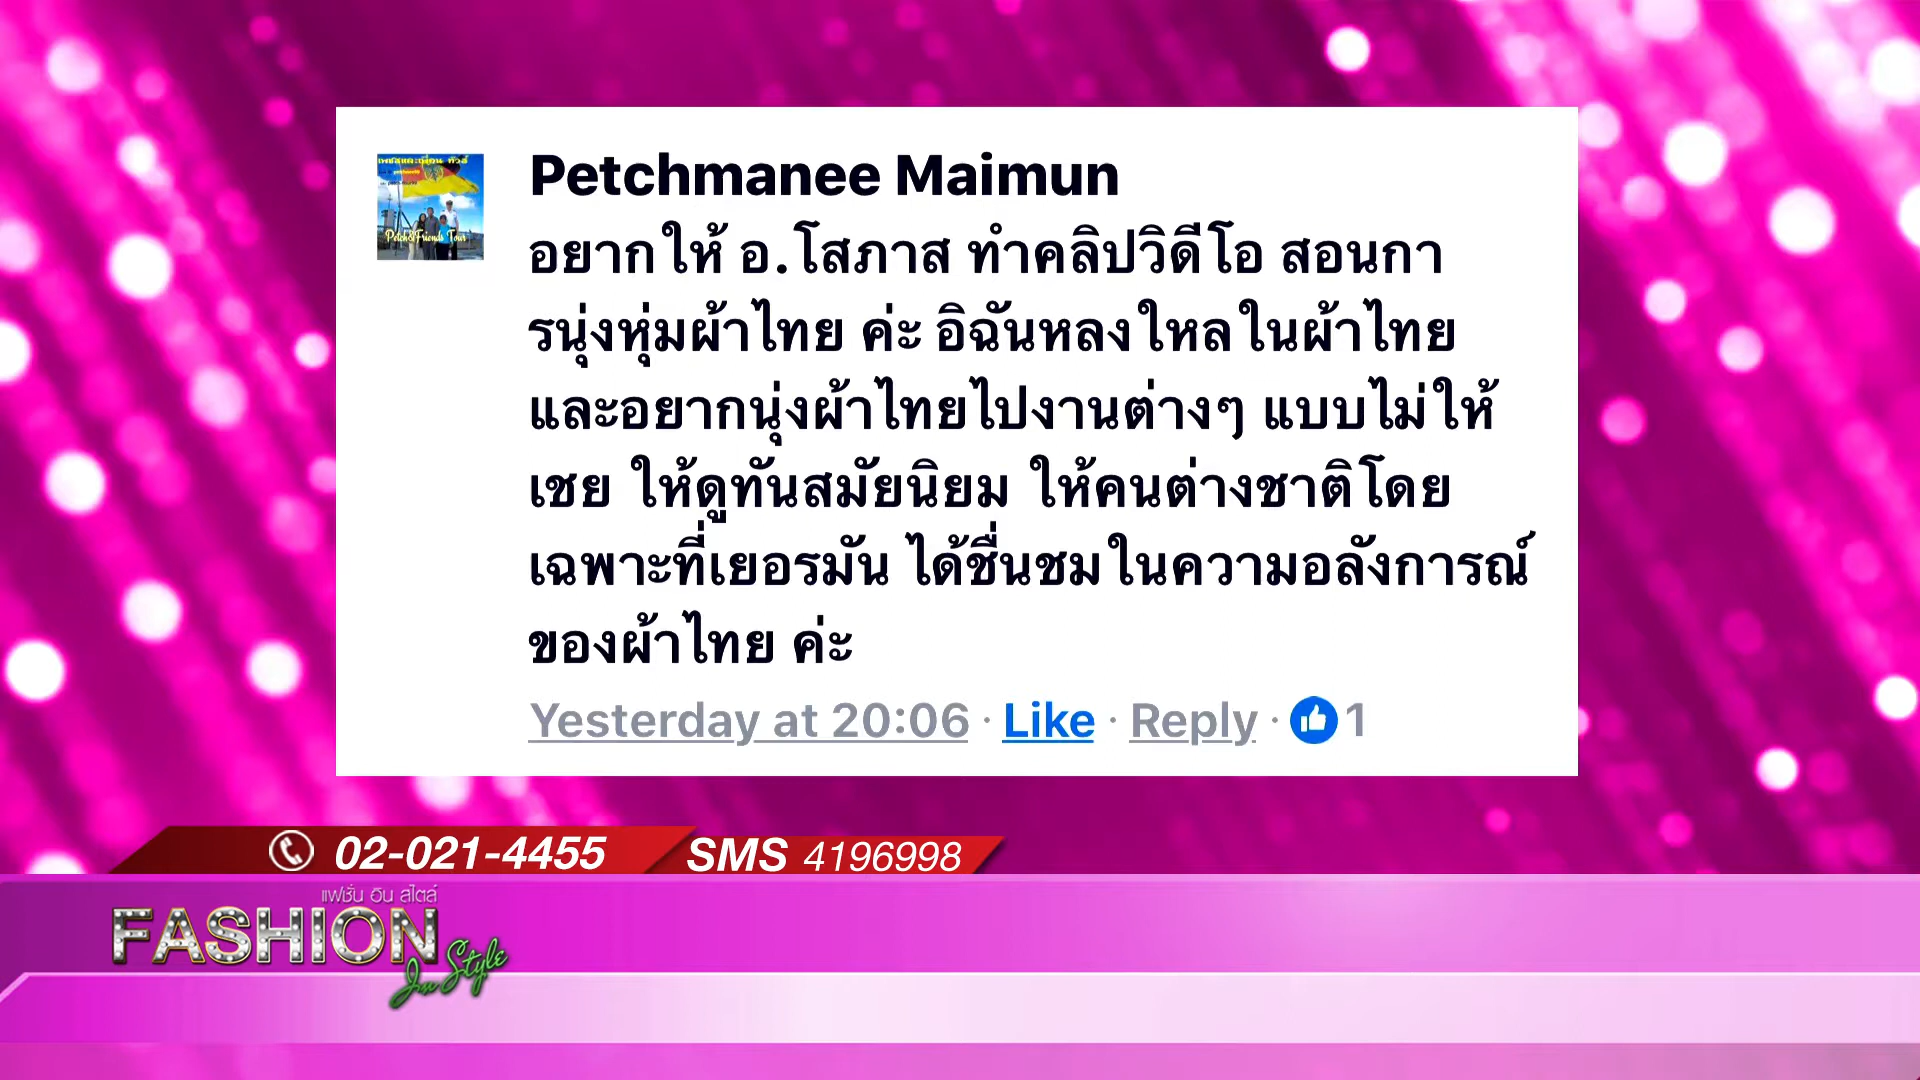 Petchmanee Maimun
อยากให้ อ.โสภาส ทำคลิปวิดีโอ สอนกา
รนุ่งหุ่มผ้าไทย ค่ะ อิฉันหลงใหลในผ้าไทย
และอยากนุ่งผ้าไทยไปงานต่างๆ แบบไม่ให้
เชย ให้ดูทันสมัยนิยม ให้คนต่างชาติโดย
เฉพาะที่เยอรมัน ได้ชื่นชมในความอลังการณ์
ของผ้าไทย ค่ะ
Yesterday at 20:06 · Like · Reply · 1
Petch&Friends Tour
02-021-4455 SMS 4196998
แฟชั่น อิน สไตล์
FASHION
In Style